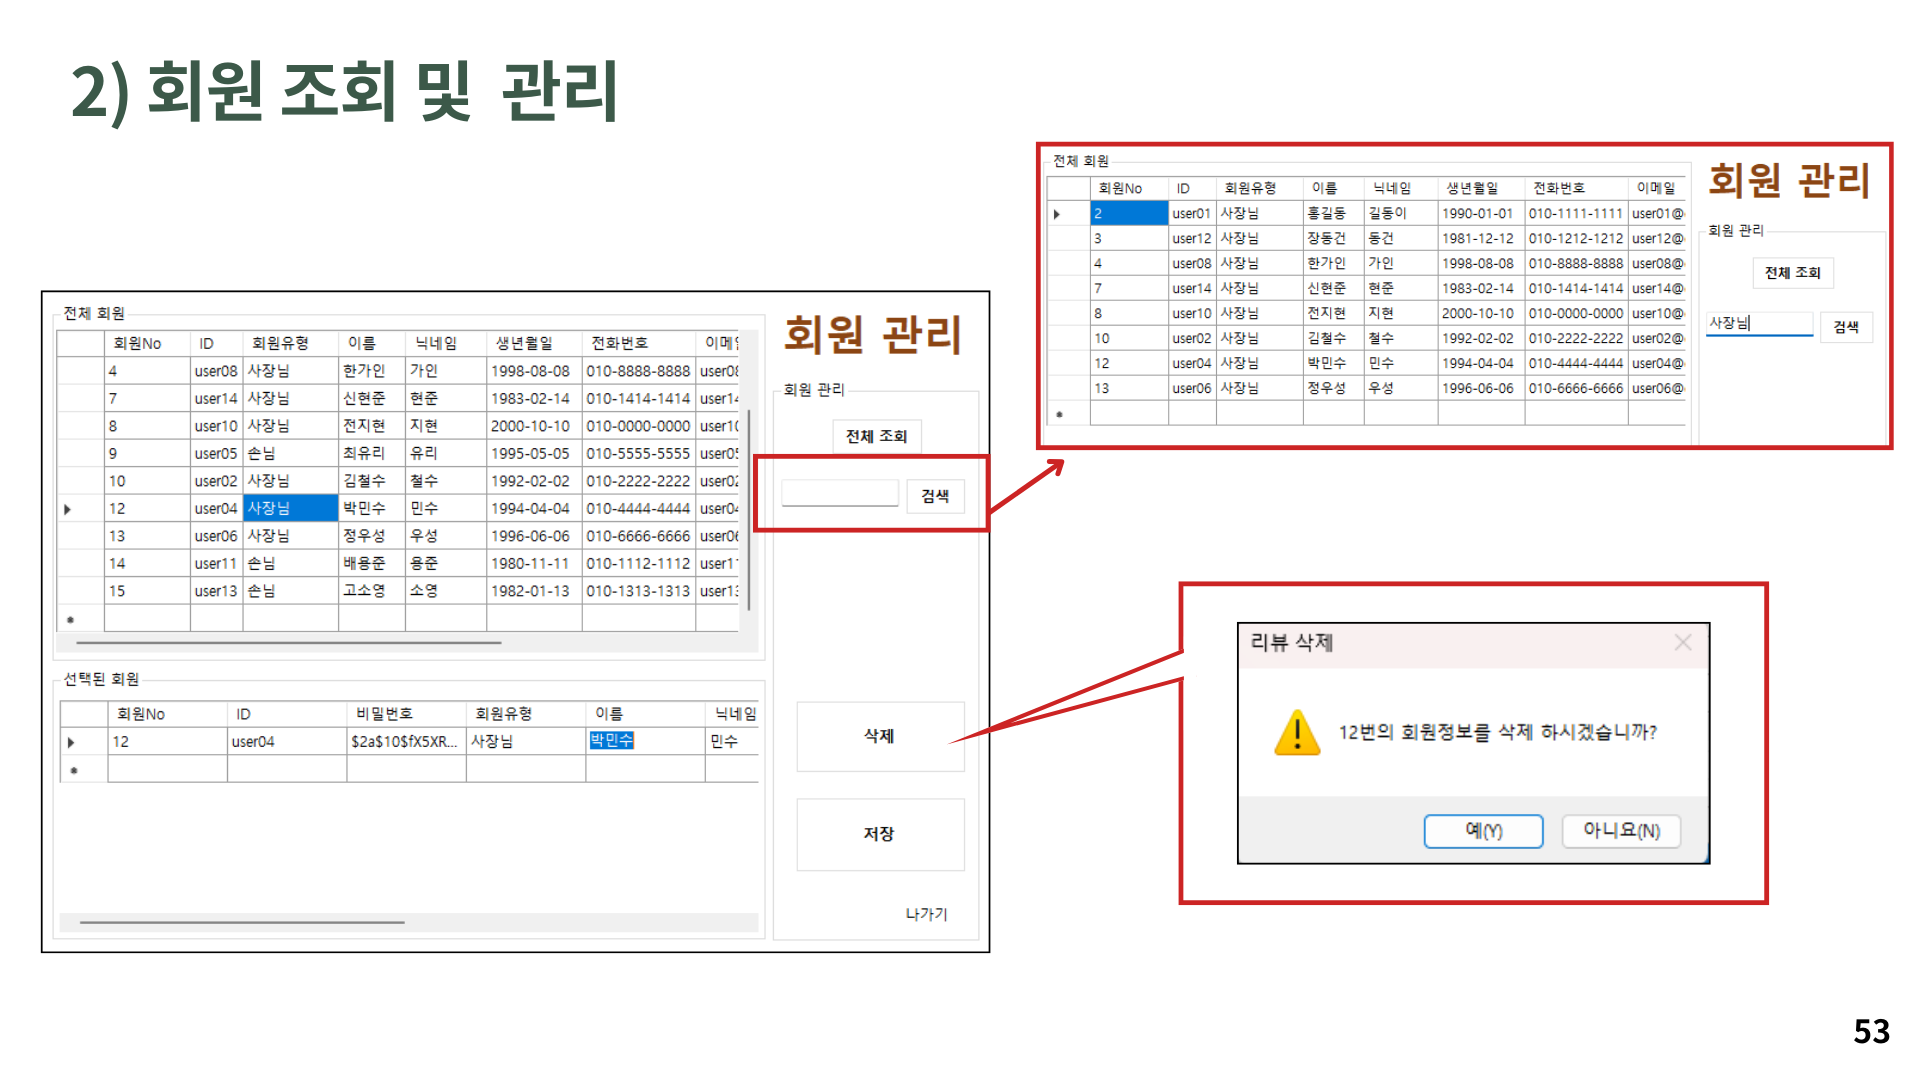 2) 회원 조회 및 관리
전체 회원
회원No ID 회원유형 이름 닉네임 생년월일 전화번호 이메일
2 user01 사장님 홍길동 길동이 1990-01-01 010-1111-1111 user01@
3 user12 사장님 장동건 동건 1981-12-12 010-1212-1212 user12@
4 user08 사장님 한가인 가인 1998-08-08 010-8888-8888 user08@
7 user14 사장님 신현준 현준 1983-02-14 010-1414-1414 user14@
8 user10 사장님 전지현 지현 2000-10-10 010-0000-0000 user10@
10 user02 사장님 김철수 철수 1992-02-02 010-2222-2222 user02@
12 user04 사장님 박민수 민수 1994-04-04 010-4444-4444 user04@
13 user06 사장님 정우성 우성 1996-06-06 010-6666-6666 user06@
회원 관리
회원 관리
전체 조회
사장님 검색
전체 회원
회원No ID 회원유형 이름 닉네임 생년월일 전화번호 이메일
4 user08 사장님 한가인 가인 1998-08-08 010-8888-8888 user08
7 user14 사장님 신현준 현준 1983-02-14 010-1414-1414 user14
8 user10 사장님 전지현 지현 2000-10-10 010-0000-0000 user10
9 user05 손님 최유리 유리 1995-05-05 010-5555-5555 user05
10 user02 사장님 김철수 철수 1992-02-02 010-2222-2222 user02
12 user04 사장님 박민수 민수 1994-04-04 010-4444-4444 user04
13 user06 사장님 정우성 우성 1996-06-06 010-6666-6666 user06
14 user11 손님 배용준 용준 1980-11-11 010-1112-1112 user11
15 user13 손님 고소영 소영 1982-01-13 010-1313-1313 user13
회원 관리
회원 관리
전체 조회
검색
선택된 회원
회원No ID 비밀번호 회원유형 이름 닉네임
12 user04 $2a$10$fX5XR... 사장님 박민수 민수
삭제
저장
나가기
리뷰 삭제
12번의 회원정보를 삭제 하시겠습니까?
예(Y) 아니요(N)
53